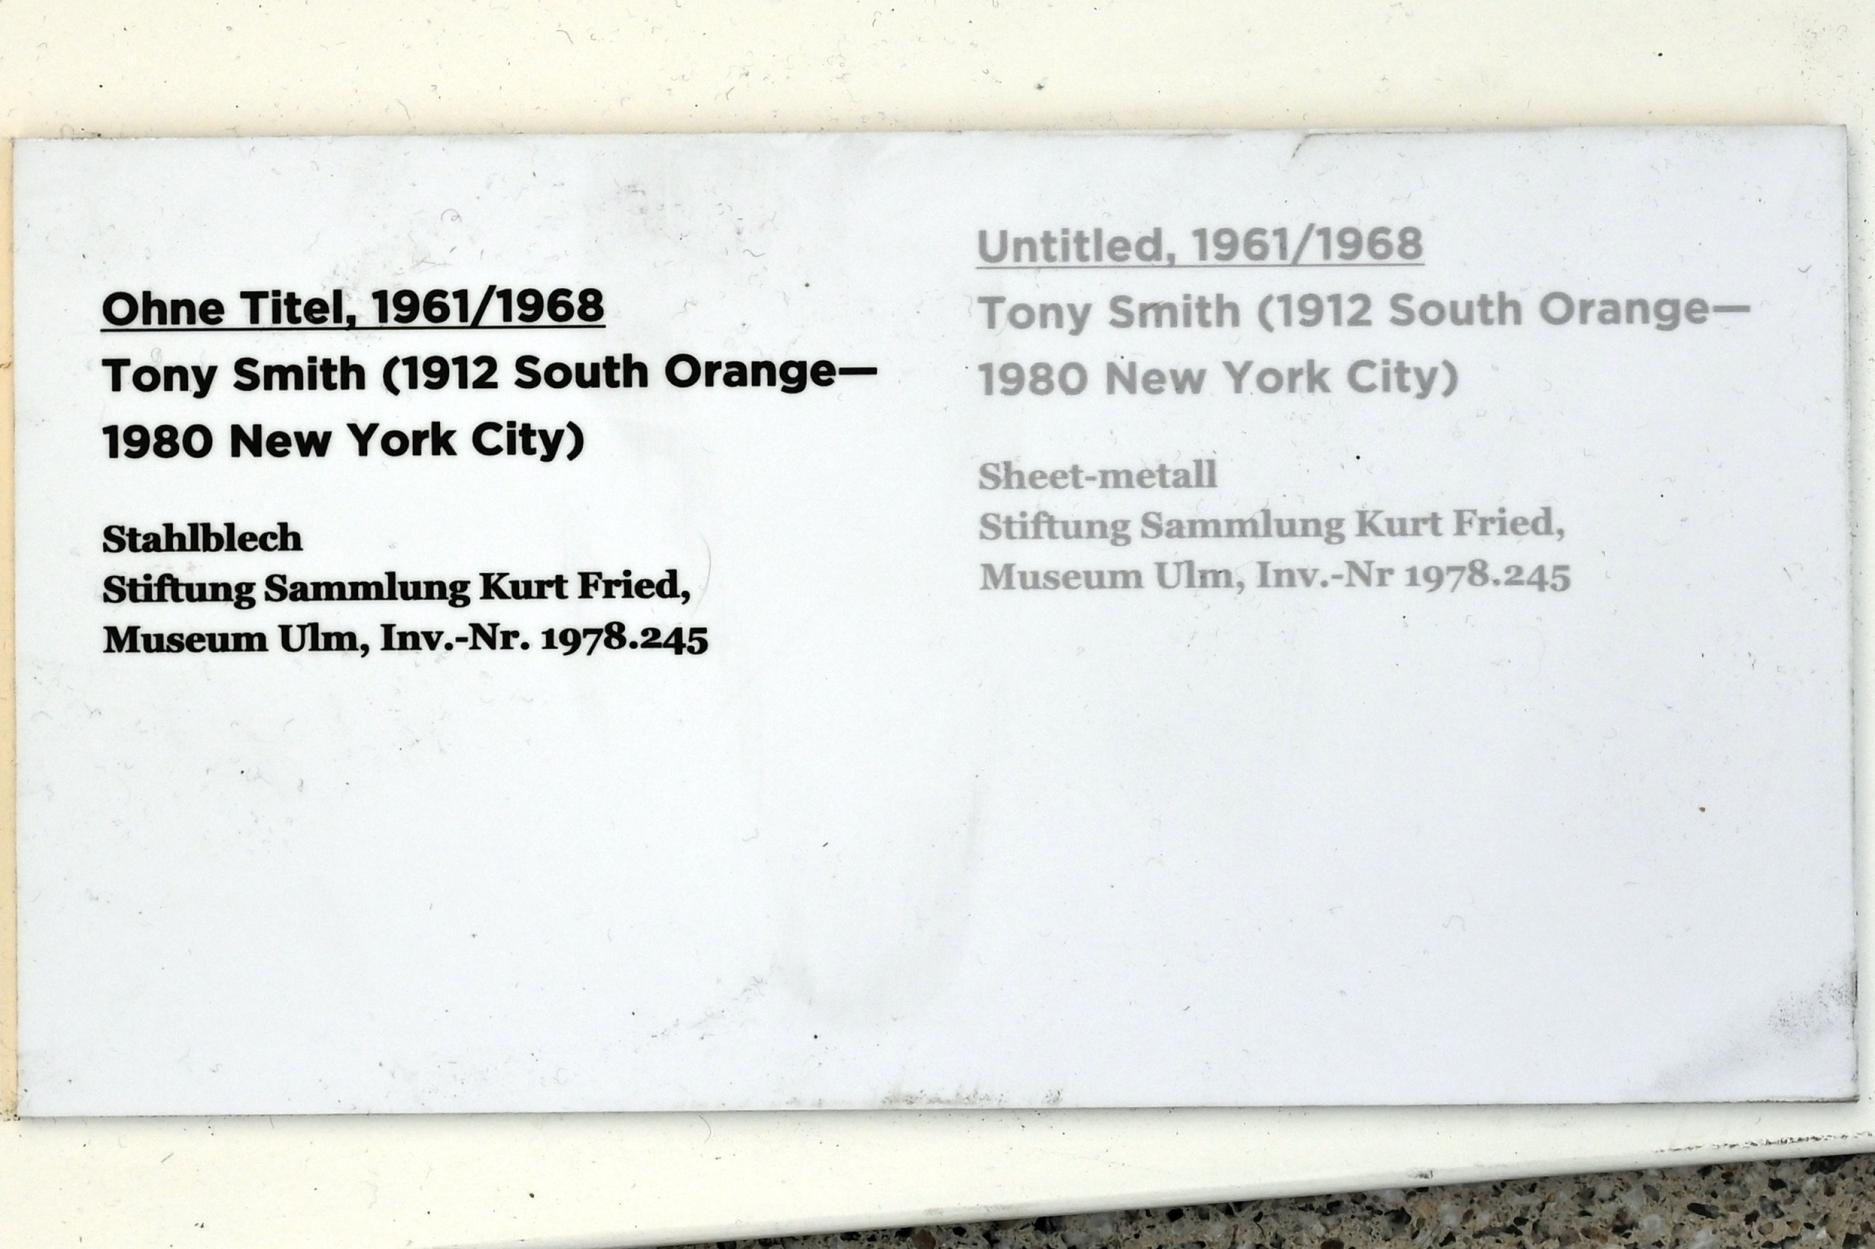 Ohne Titel, 1961/1968
Tony Smith (1912 South Orange—
1980 New York City)
Stahlblech
Stiftung Sammlung Kurt Fried,
Museum Ulm, Inv.-Nr. 1978.245
Untitled, 1961/1968
Tony Smith (1912 South Orange—
1980 New York City)
Sheet-metall
Stiftung Sammlung Kurt Fried,
Museum Ulm, Inv.-Nr 1978.245